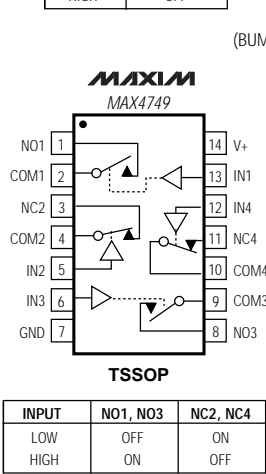 HIGH OFF
(BUM
MAXIM
MAX4749
NO1 1 14 V+
COM1 2 13 IN1
NC2 3 12 IN4
COM2 4 11 NC4
IN2 5 10 COM4
IN3 6 9 COM3
GND 7 8 NO3
TSSOP
INPUT NO1, NO3 NC2, NC4
LOW OFF ON
HIGH ON OFF